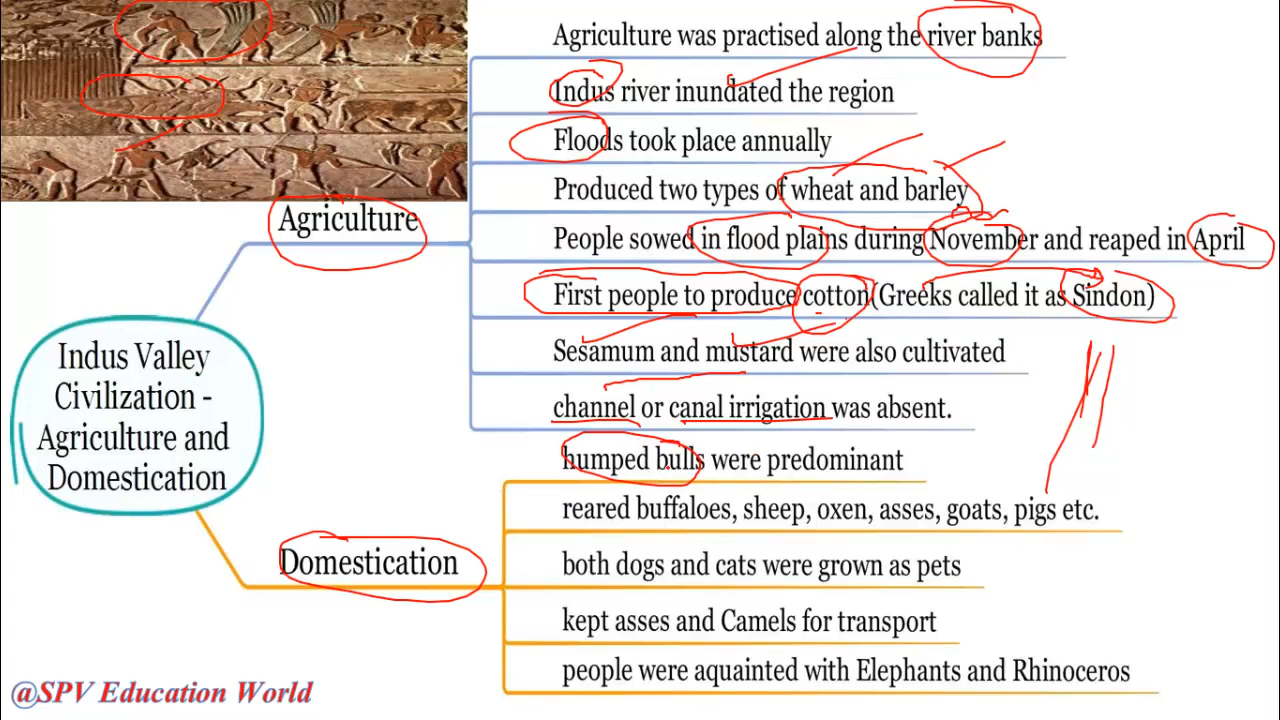 Agriculture was practised along the river banks
Indus river inundated the region
Floods took place annually
Produced two types of wheat and barley
Agriculture
People sowed in flood plains during November and reaped in April
First people to produce cotton(Greeks called it as Sindon)
Sesamum and mustard were also cultivated
channel or canal irrigation was absent.
Indus Valley
Civilization -
Agriculture and
Domestication
humped bulls were predominant
reared buffaloes, sheep, oxen, asses, goats, pigs etc.
Domestication
both dogs and cats were grown as pets
kept asses and Camels for transport
people were aquainted with Elephants and Rhinoceros
@SPV Education World